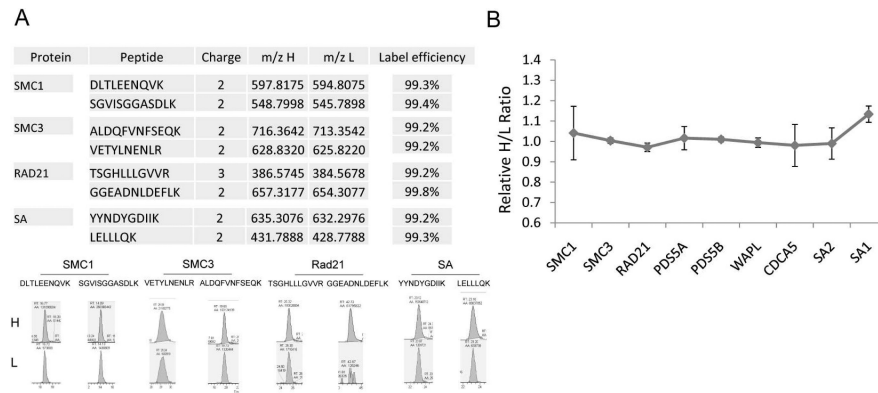 A
Protein Peptide Charge m/z H m/z L Label efficiency
SMC1 DLTLEENQVK 2 597.8175 594.8075 99.3%
SGVISGGASDLK 2 548.7998 545.7898 99.4%
SMC3 ALDQFVNFSEQK 2 716.3642 713.3542 99.2%
VETYLNENLR 2 628.8320 625.8220 99.2%
RAD21 TSGHLLLGVVR 3 386.5745 384.5678 99.2%
GGEADNLDEFLK 2 657.3177 654.3077 99.8%
SA YYNDYGDIIK 2 635.3076 632.2976 99.2%
LELLLQK 2 431.7888 428.7788 99.3%
SMC1 SMC3 Rad21 SA
DLTLEENQVK SGVISGGASDLK VETYLNENLR ALDQFVNFSEQK TSGHLLLGVVR GGEADNLDEFLK YYNDYGDIIK LELLLQK
H
L
B
Relative H/L Ratio
1.4
1.3
1.2
1.1
1.0
0.9
0.8
0.7
0.6
SMC1 SMC3 RAD21 PDS5A PDS5B WAPL CDCA5 SA2 SA1